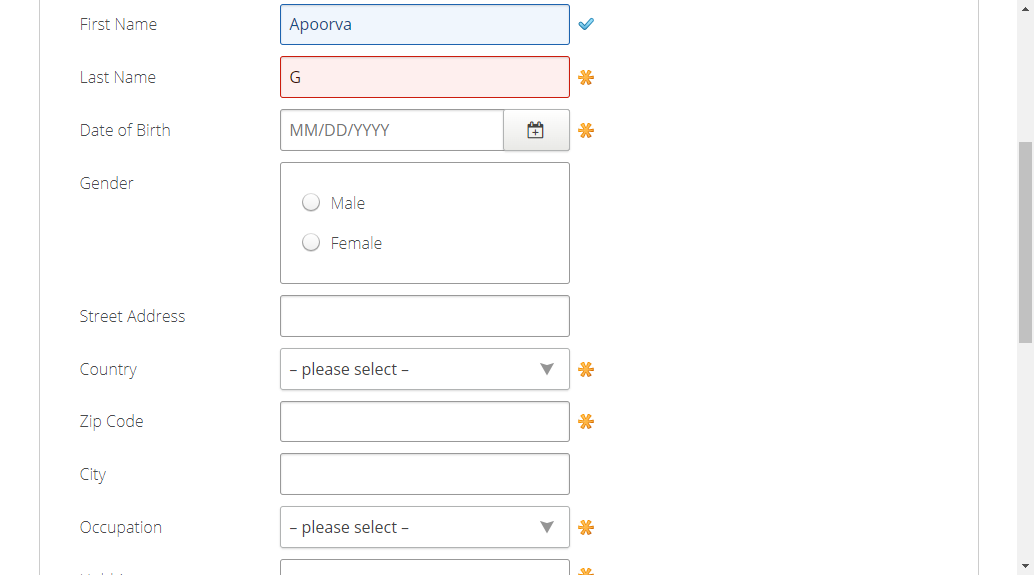 First Name Apoorva
Last Name G
Date of Birth MM/DD/YYYY
Gender
Male
Female
Street Address
Country – please select –
Zip Code
City
Occupation – please select –